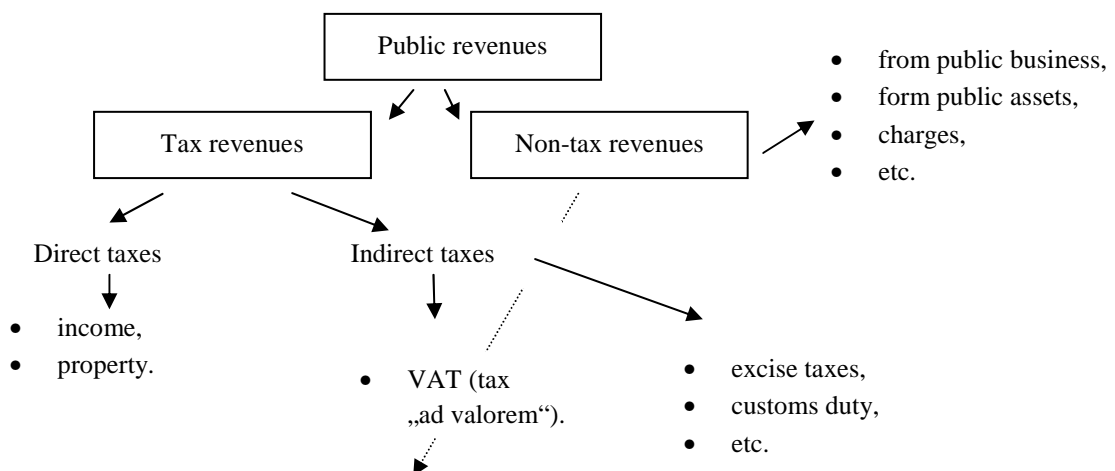 Public revenues
• from public business,
• form public assets,
• charges,
• etc.
Tax revenues
Non-tax revenues
Direct taxes
Indirect taxes
• income,
• property.
• VAT (tax
„ad valorem“).
• excise taxes,
• customs duty,
• etc.